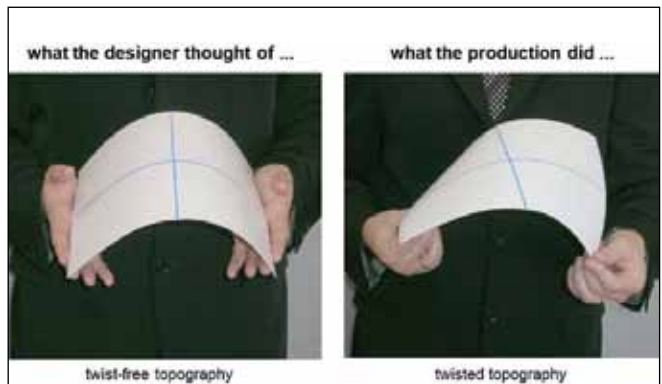 what the designer thought of ...
what the production did ...
twist-free topography
twisted topography